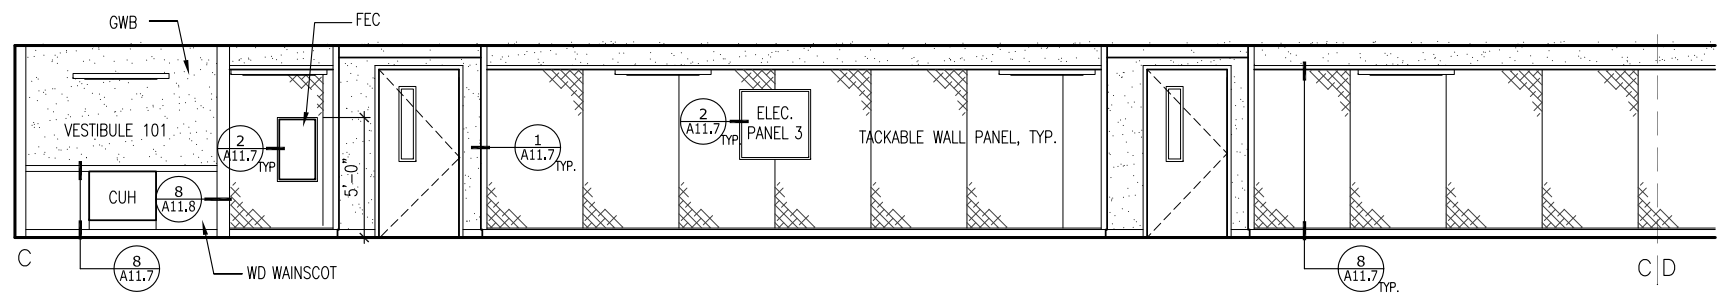 GWB
FEC
VESTIBULE 101
2
A11.7
TYP.
5'-0"
1
A11.7
TYP.
2
A11.7
TYP.
ELEC.
PANEL 3
TACKABLE WALL PANEL, TYP.
CUH
8
A11.8
C
8
A11.7
WD WAINSCOT
8
A11.7
TYP.
C
D